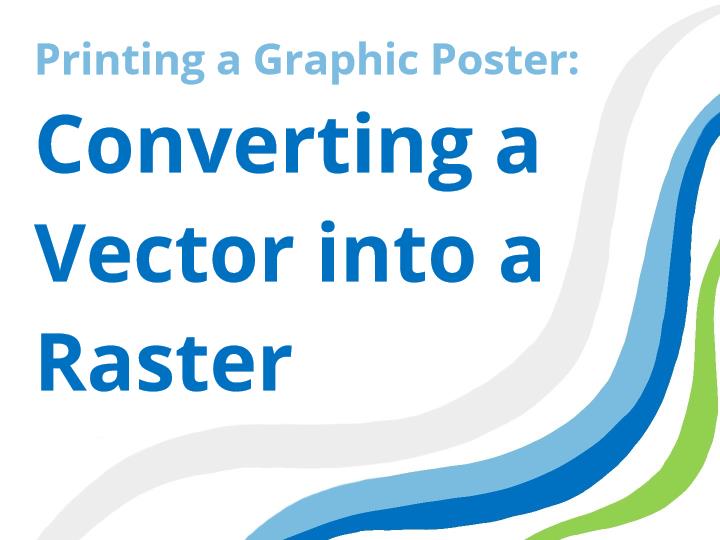 Printing a Graphic Poster:
Converting a
Vector into a
Raster